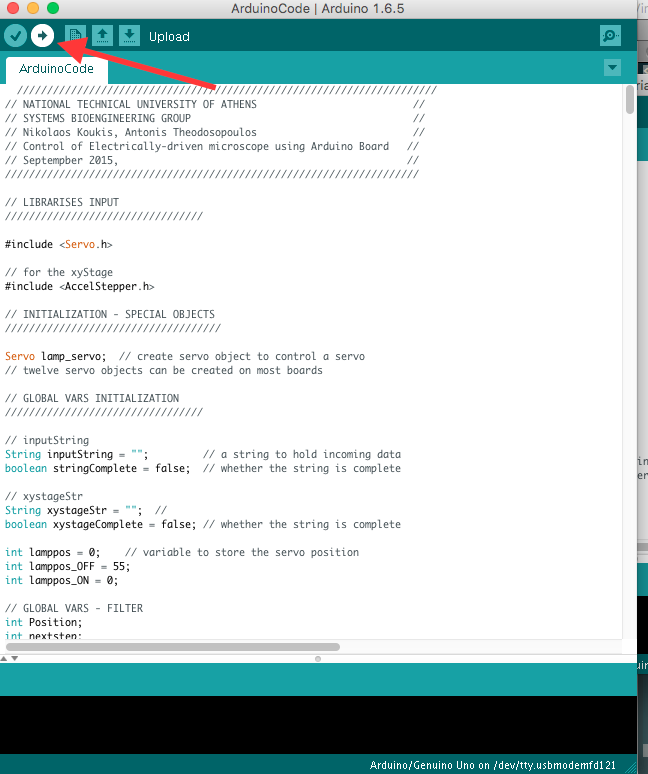 ArduinoCode | Arduino 1.6.5
Upload
ArduinoCode
/////////////////////////////////////////////////////////////////////
// NATIONAL TECHNICAL UNIVERSITY OF ATHENS //
// SYSTEMS BIOENGINEERING GROUP //
// Nikolaos Koukis, Antonis Theodosopoulos //
// Control of Electrically-driven microscope using Arduino Board //
// Septempber 2015, //
/////////////////////////////////////////////////////////////////////
// LIBRARISES INPUT
/////////////////////////////////
#include <Servo.h>
// for the xyStage
#include <AccelStepper.h>
// INITIALIZATION - SPECIAL OBJECTS
////////////////////////////////////
Servo lamp_servo; // create servo object to control a servo
// twelve servo objects can be created on most boards
// GLOBAL VARS INITIALIZATION
/////////////////////////////////
// inputString
String inputString = ""; // a string to hold incoming data
boolean stringComplete = false; // whether the string is complete
// xystageStr
String xystageStr = ""; //
boolean xystageComplete = false; // whether the string is complete
int lamppos = 0; // variable to store the servo position
int lamppos_OFF = 55;
int lamppos_ON = 0;
// GLOBAL VARS - FILTER
int Position;
int nextstep;
Arduino/Genuino Uno on /dev/tty.usbmodemfd121